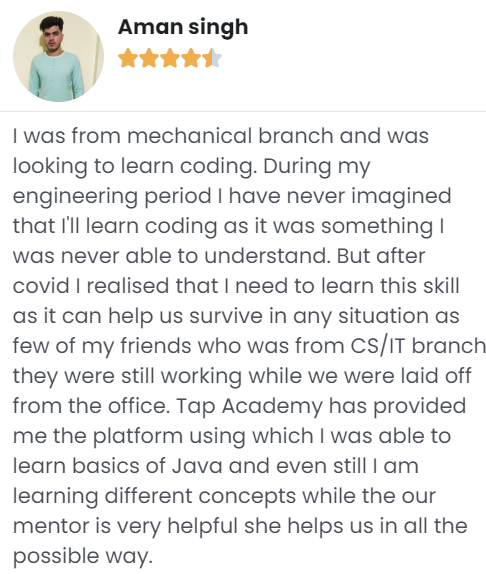 Aman singh
I was from mechanical branch and was
looking to learn coding. During my
engineering period I have never imagined
that I'll learn coding as it was something I
was never able to understand. But after
covid I realised that I need to learn this skill
as it can help us survive in any situation as
few of my friends who was from CS/IT branch
they were still working while we were laid off
from the office. Tap Academy has provided
me the platform using which I was able to
learn basics of Java and even still I am
learning different concepts while the our
mentor is very helpful she helps us in all the
possible way.